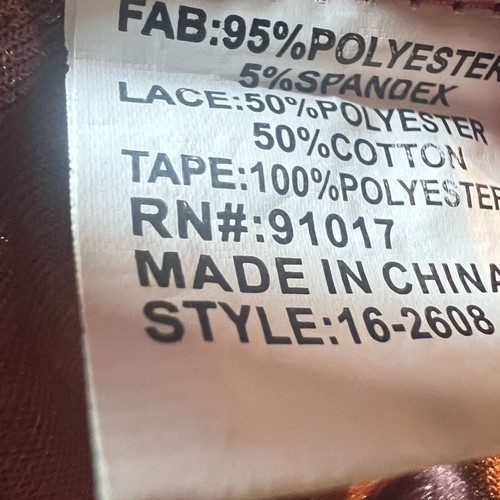 FAB:95%POLYESTER
5%SPANDEX
LACE:50%POLYESTER
50%COTTON
TAPE:100%POLYESTER
RN#:91017
MADE IN CHINA
STYLE:16-2608